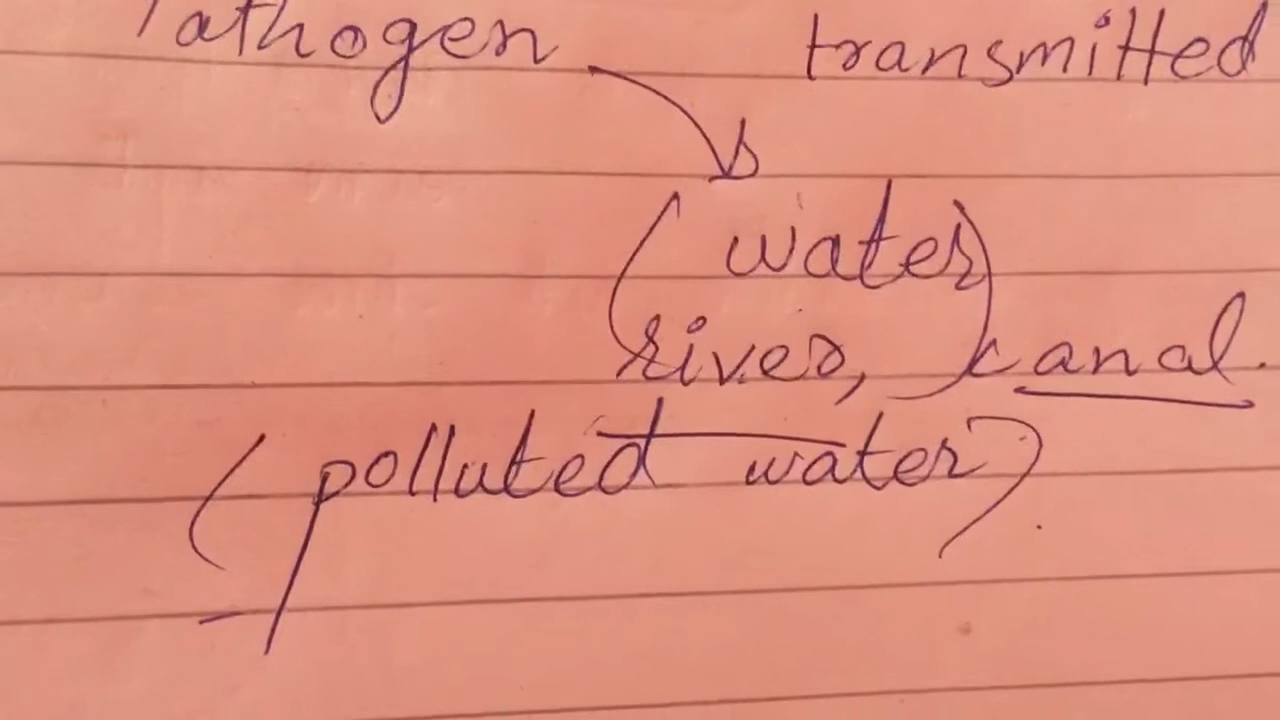 Pathogen transmitted
(water)
river, canal.
(polluted water).